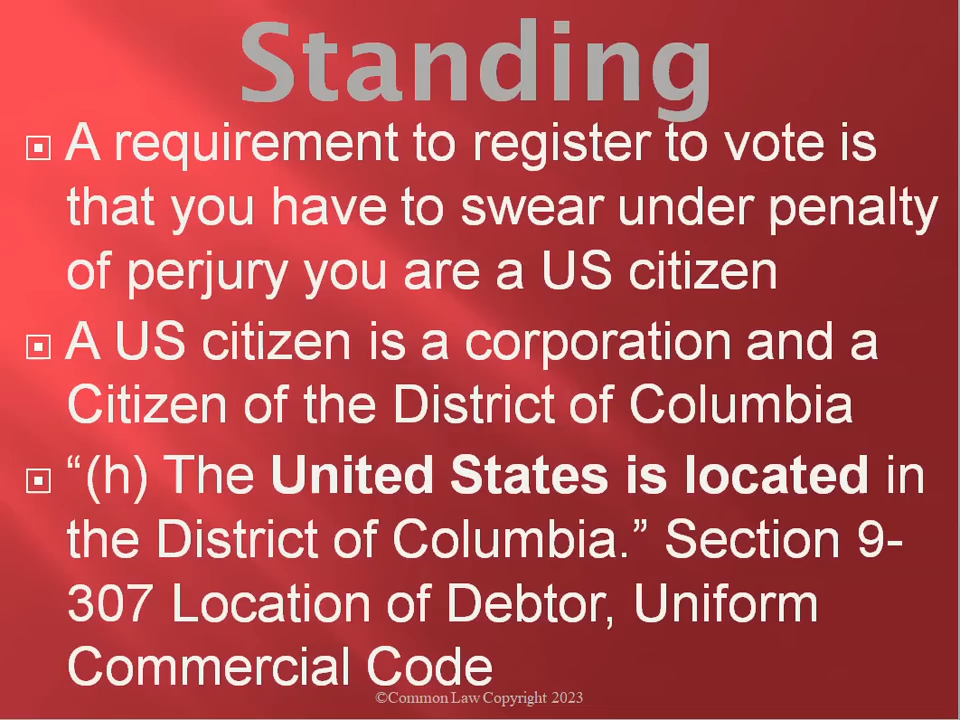 Standing
A requirement to register to vote is
that you have to swear under penalty
of perjury you are a US citizen
A US citizen is a corporation and a
Citizen of the District of Columbia
“(h) The United States is located in
the District of Columbia.” Section 9-
307 Location of Debtor, Uniform
Commercial Code
©Common Law Copyright 2023